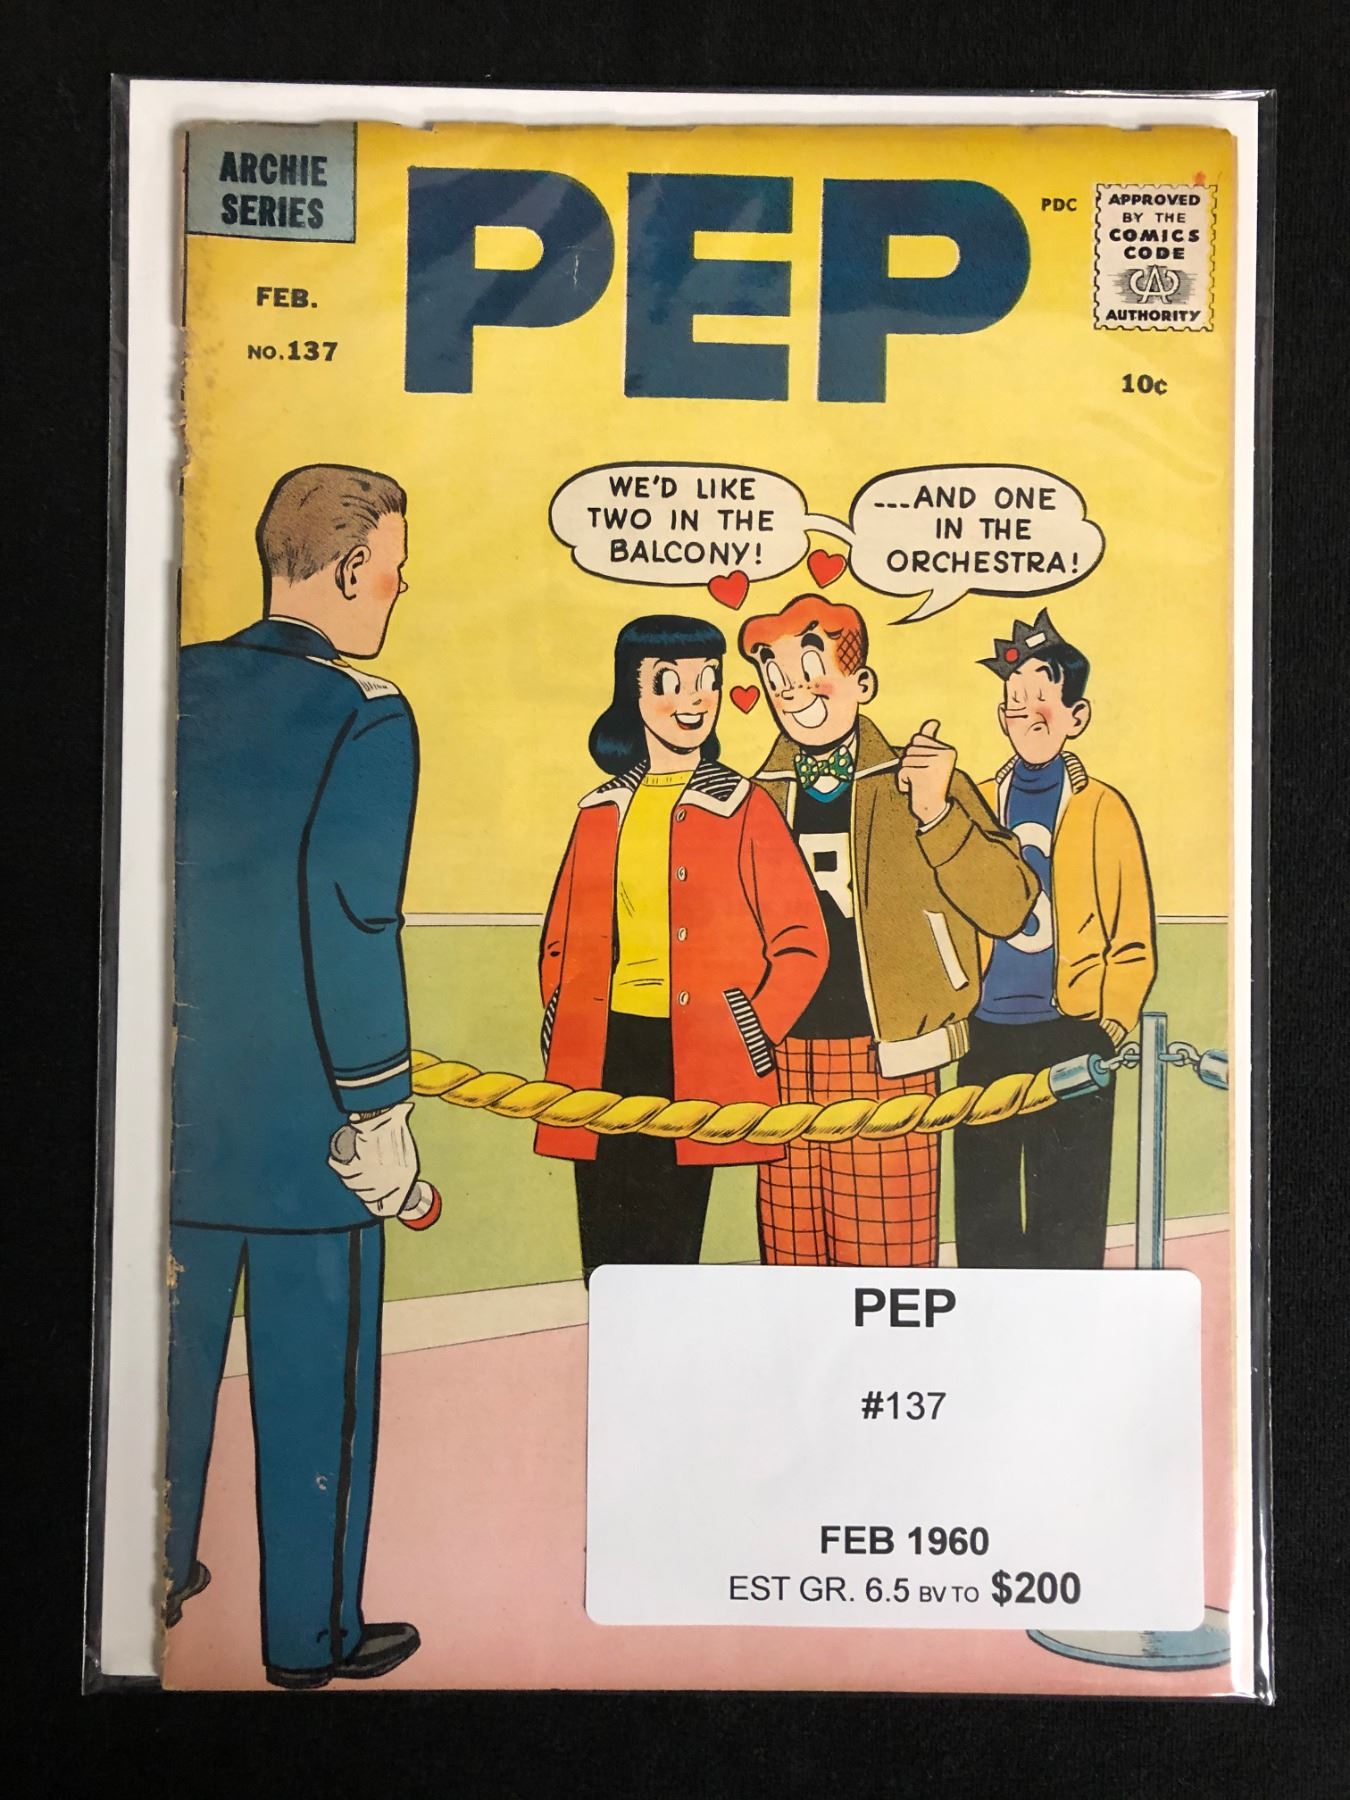 ARCHIE
SERIES
PEP
FEB.
NO.137
PDC
APPROVED
BY THE
COMICS
CODE
CA
AUTHORITY
10¢
WE'D LIKE
TWO IN THE
BALCONY!
...AND ONE
IN THE
ORCHESTRA!
R
S
PEP
#137
FEB 1960
EST GR. 6.5 BV TO $200